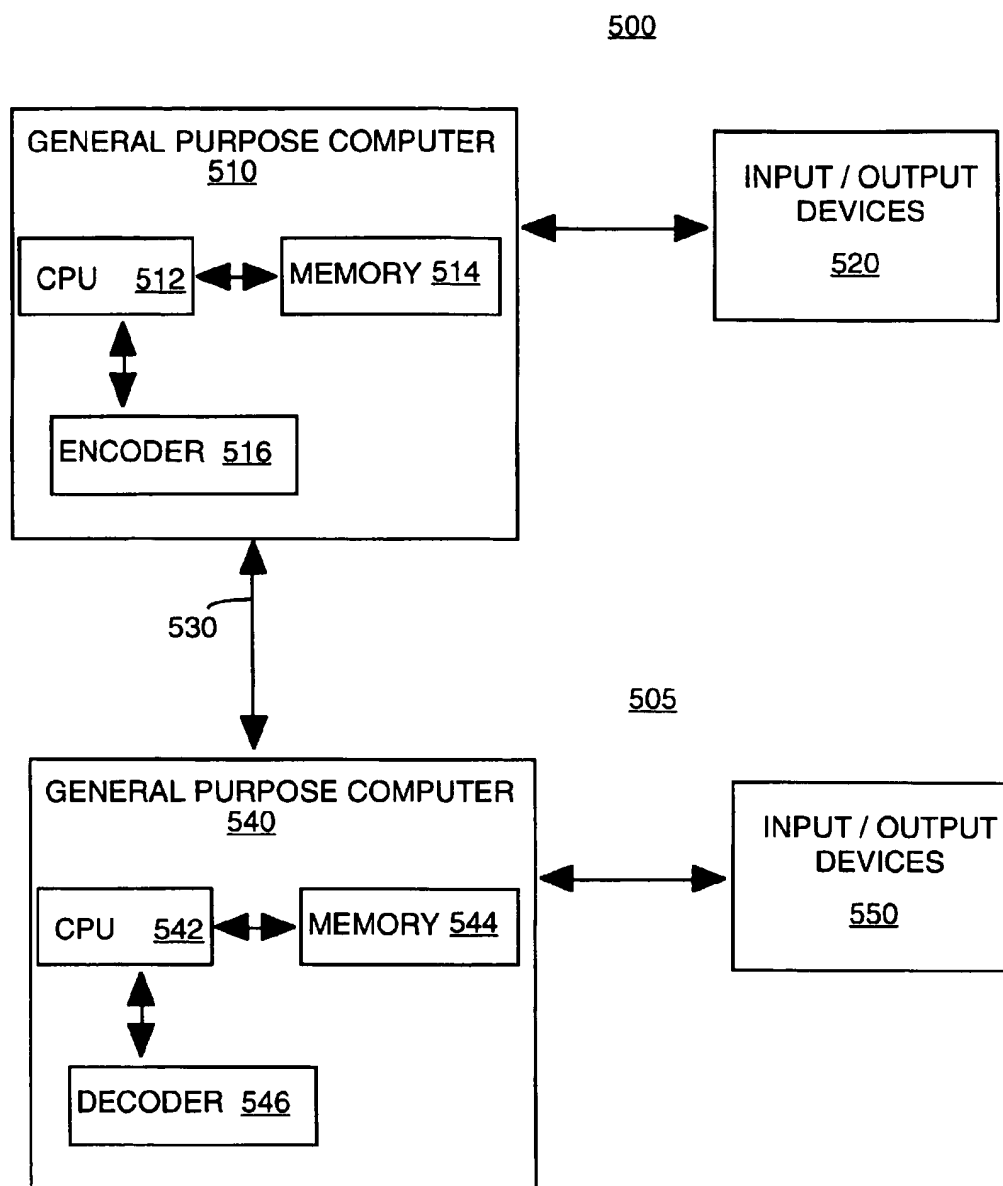 500
GENERAL PURPOSE COMPUTER
510
INPUT / OUTPUT
DEVICES
520
CPU 512
MEMORY 514
ENCODER 516
530
505
GENERAL PURPOSE COMPUTER
540
INPUT / OUTPUT
DEVICES
550
CPU 542
MEMORY 544
DECODER 546